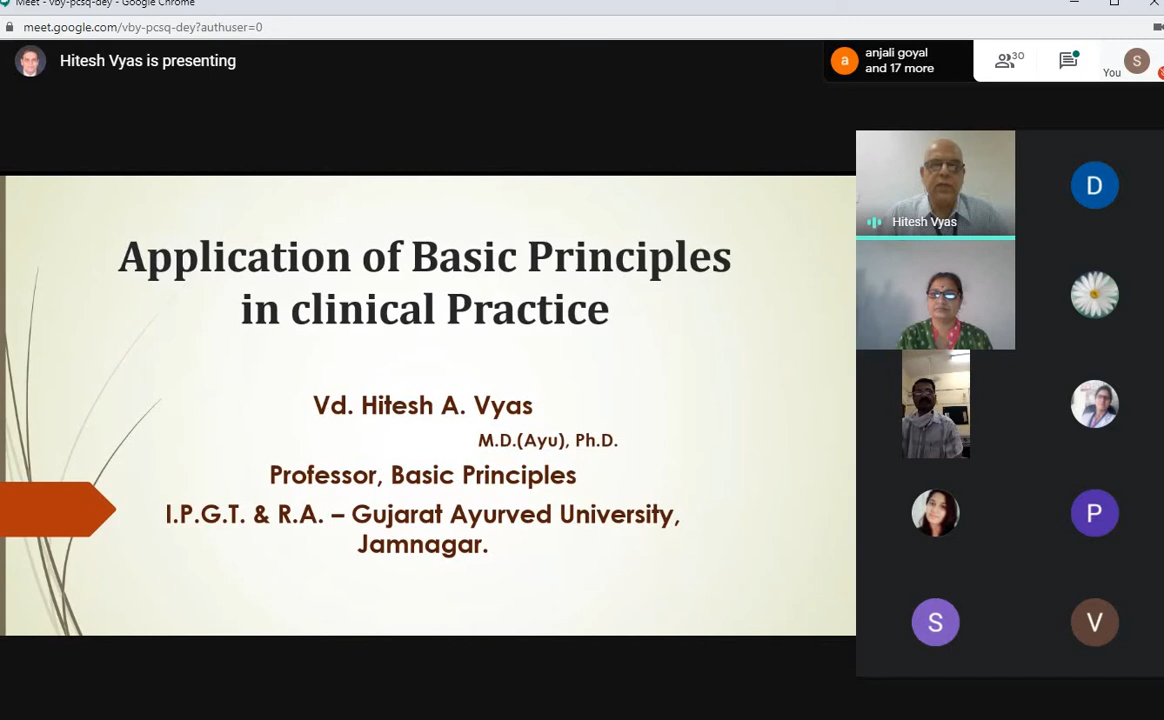 Meet - vby-pcsq-dey - Google Chrome
meet.google.com/vby-pcsq-dey?authuser=0
Hitesh Vyas is presenting
a
anjali goyal
and 17 more
30
You
S
Hitesh Vyas
D
Application of Basic Principles
in clinical Practice
Vd. Hitesh A. Vyas
M.D.(Ayu), Ph.D.
Professor, Basic Principles
I.P.G.T. & R.A. – Gujarat Ayurved University,
Jamnagar.
P
S
V